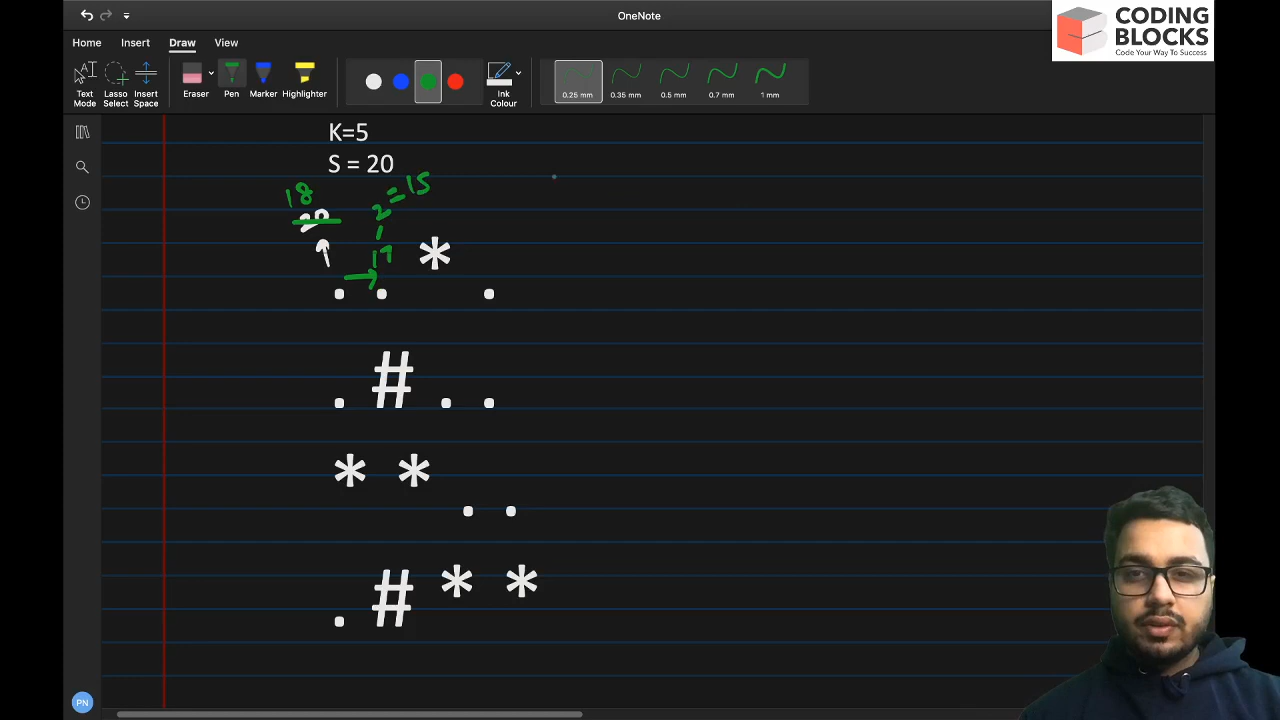 OneNote
CODING
BLOCKS
Code Your Way To Success
Home Insert Draw View
Text Mode
Lasso Select
Insert Space
Eraser
Pen
Marker
Highlighter
Ink Colour
0.25 mm
0.35 mm
0.5 mm
0.7 mm
1 mm
K=5
S = 20
18
2 = 15
17
. . * .
. # . .
* * . .
. # * *
PN